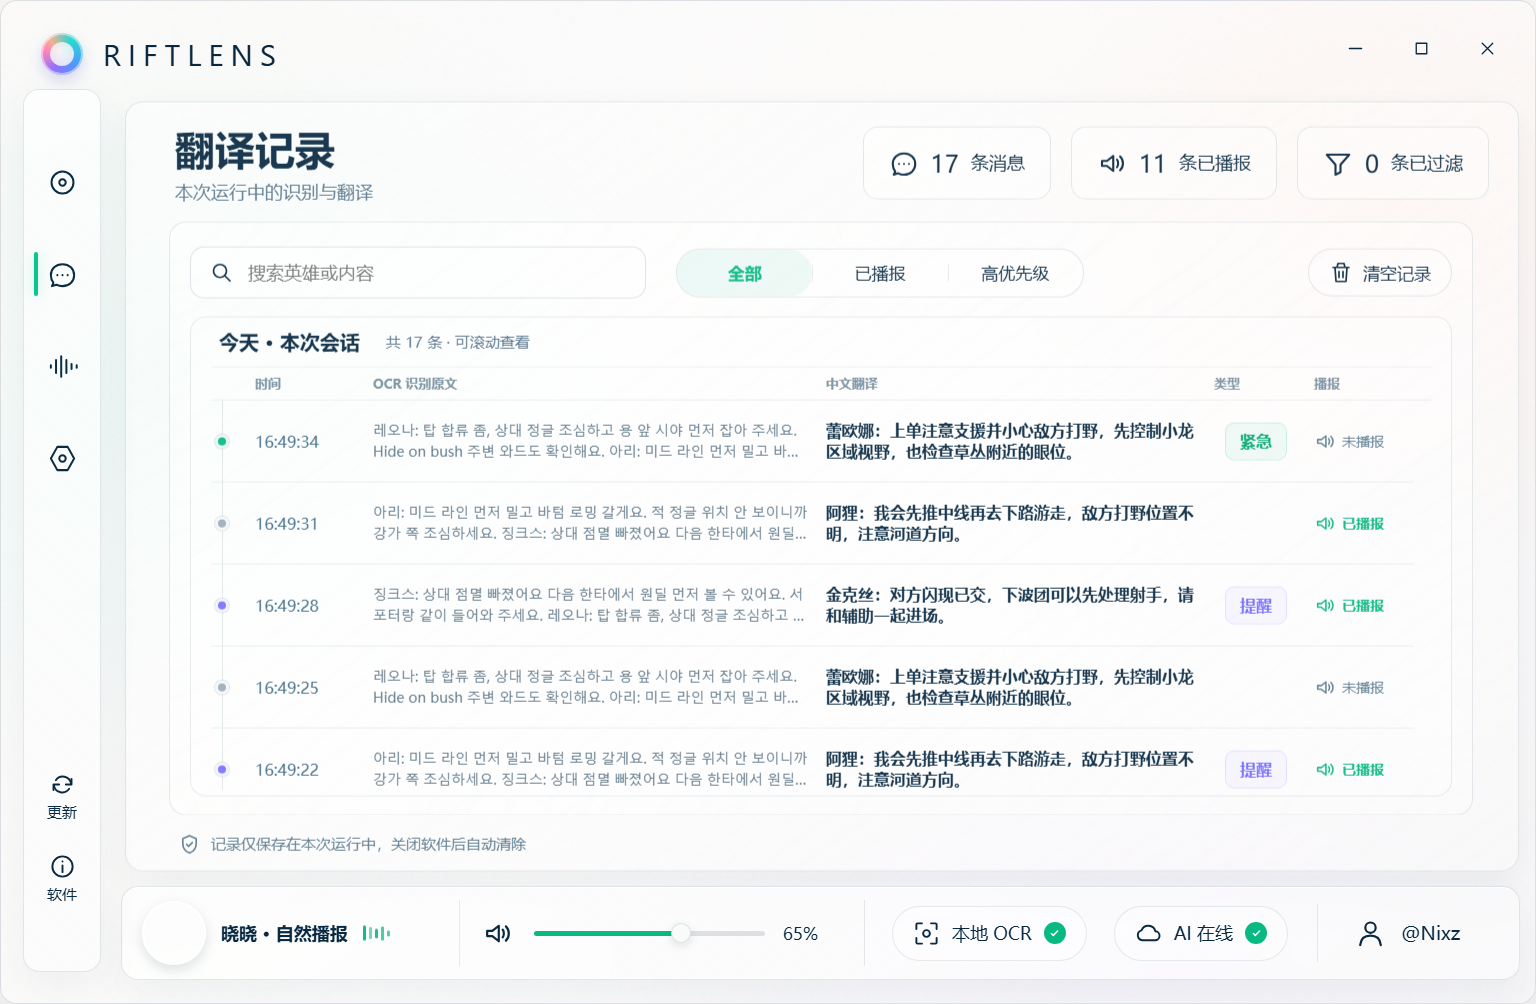 RIFTLENS
翻译记录
本次运行中的识别与翻译
17 条消息
11 条已播报
0 条已过滤
搜索英雄或内容
全部
已播报
高优先级
清空记录
今天 • 本次会话
共 17 条 · 可滚动查看
时间
OCR 识别原文
中文翻译
类型
播报
16:49:34
레오나: 탑 합류 좀, 상대 정글 조심하고 용 앞 시야 먼저 잡아 주세요.
Hide on bush 주변 와드도 확인해요. 아리: 미드 라인 먼저 밀고 바...
蕾欧娜：上单注意支援并小心敌方打野，先控制小龙
区域视野，也检查草丛附近的眼位。
紧急
未播报
16:49:31
아리: 미드 라인 먼저 밀고 바텀 로밍 갈게요. 적 정글 위치 안 보이니까
강가 쪽 조심하세요. 징크스: 상대 점멸 빠졌어요 다음 한타에서 원딜...
阿狸：我会先推中线再去下路游走，敌方打野位置不
明，注意河道方向。
已播报
16:49:28
징크스: 상대 점멸 빠졌어요 다음 한타에서 원딜 먼저 볼 수 있어요. 서
포터랑 같이 들어와 주세요. 레오나: 탑 합류 좀, 상대 정글 조심하고 ...
金克丝：对方闪现已交，下波团可以先处理射手，请
和辅助一起进场。
提醒
已播报
16:49:25
레오나: 탑 합류 좀, 상대 정글 조심하고 용 앞 시야 먼저 잡아 주세요.
Hide on bush 주변 와드도 확인해요. 아리: 미드 라인 먼저 밀고 바...
蕾欧娜：上单注意支援并小心敌方打野，先控制小龙
区域视野，也检查草丛附近的眼位。
未播报
16:49:22
아리: 미드 라인 먼저 밀고 바텀 로밍 갈게요. 적 정글 위치 안 보이니까
강가 쪽 조심하세요. 징크스: 상대 점멸 빠졌어요 다음 한타에서 원딜...
阿狸：我会先推中线再去下路游走，敌方打野位置不
明，注意河道方向。
提醒
已播报
更新
软件
记录仅保存在本次运行中，关闭软件后自动清除
晓晓 • 自然播报
65%
本地 OCR
AI 在线
@Nixz